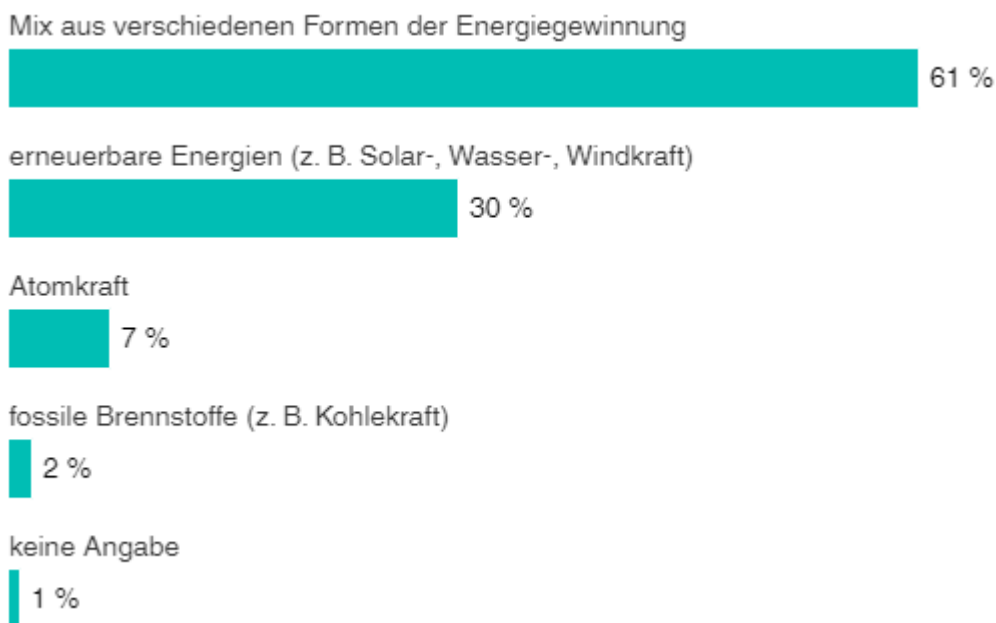 Mix aus verschiedenen Formen der Energiegewinnung
61 %
erneuerbare Energien (z. B. Solar-, Wasser-, Windkraft)
30 %
Atomkraft
7 %
fossile Brennstoffe (z. B. Kohlekraft)
2 %
keine Angabe
1 %